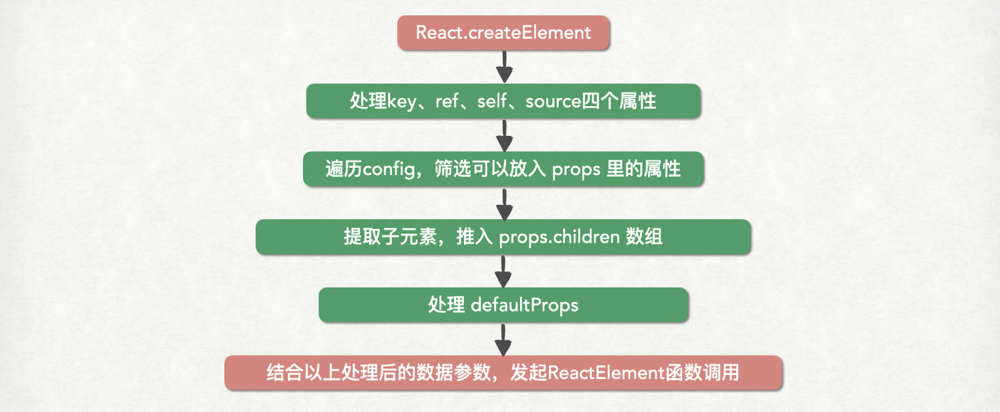 React.createElement
处理key、ref、self、source四个属性
遍历config，筛选可以放入 props 里的属性
提取子元素，推入 props.children 数组
处理 defaultProps
结合以上处理后的数据参数，发起ReactElement函数调用